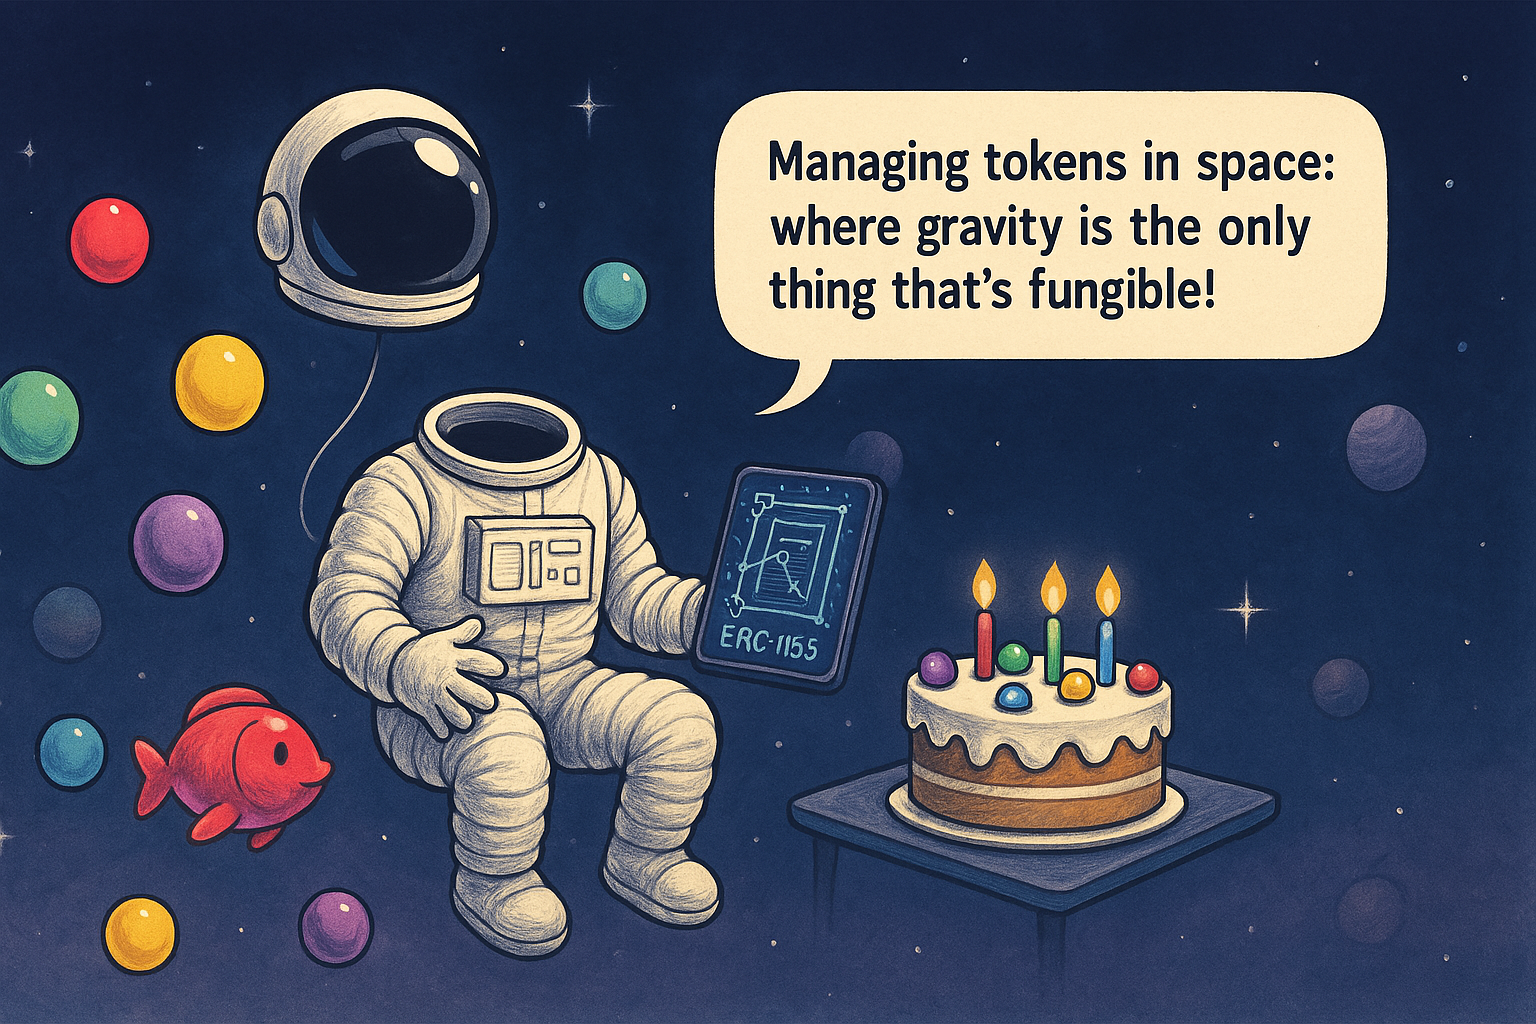 Managing tokens in space:
where gravity is the only
thing that's fungible!
ERC-1155